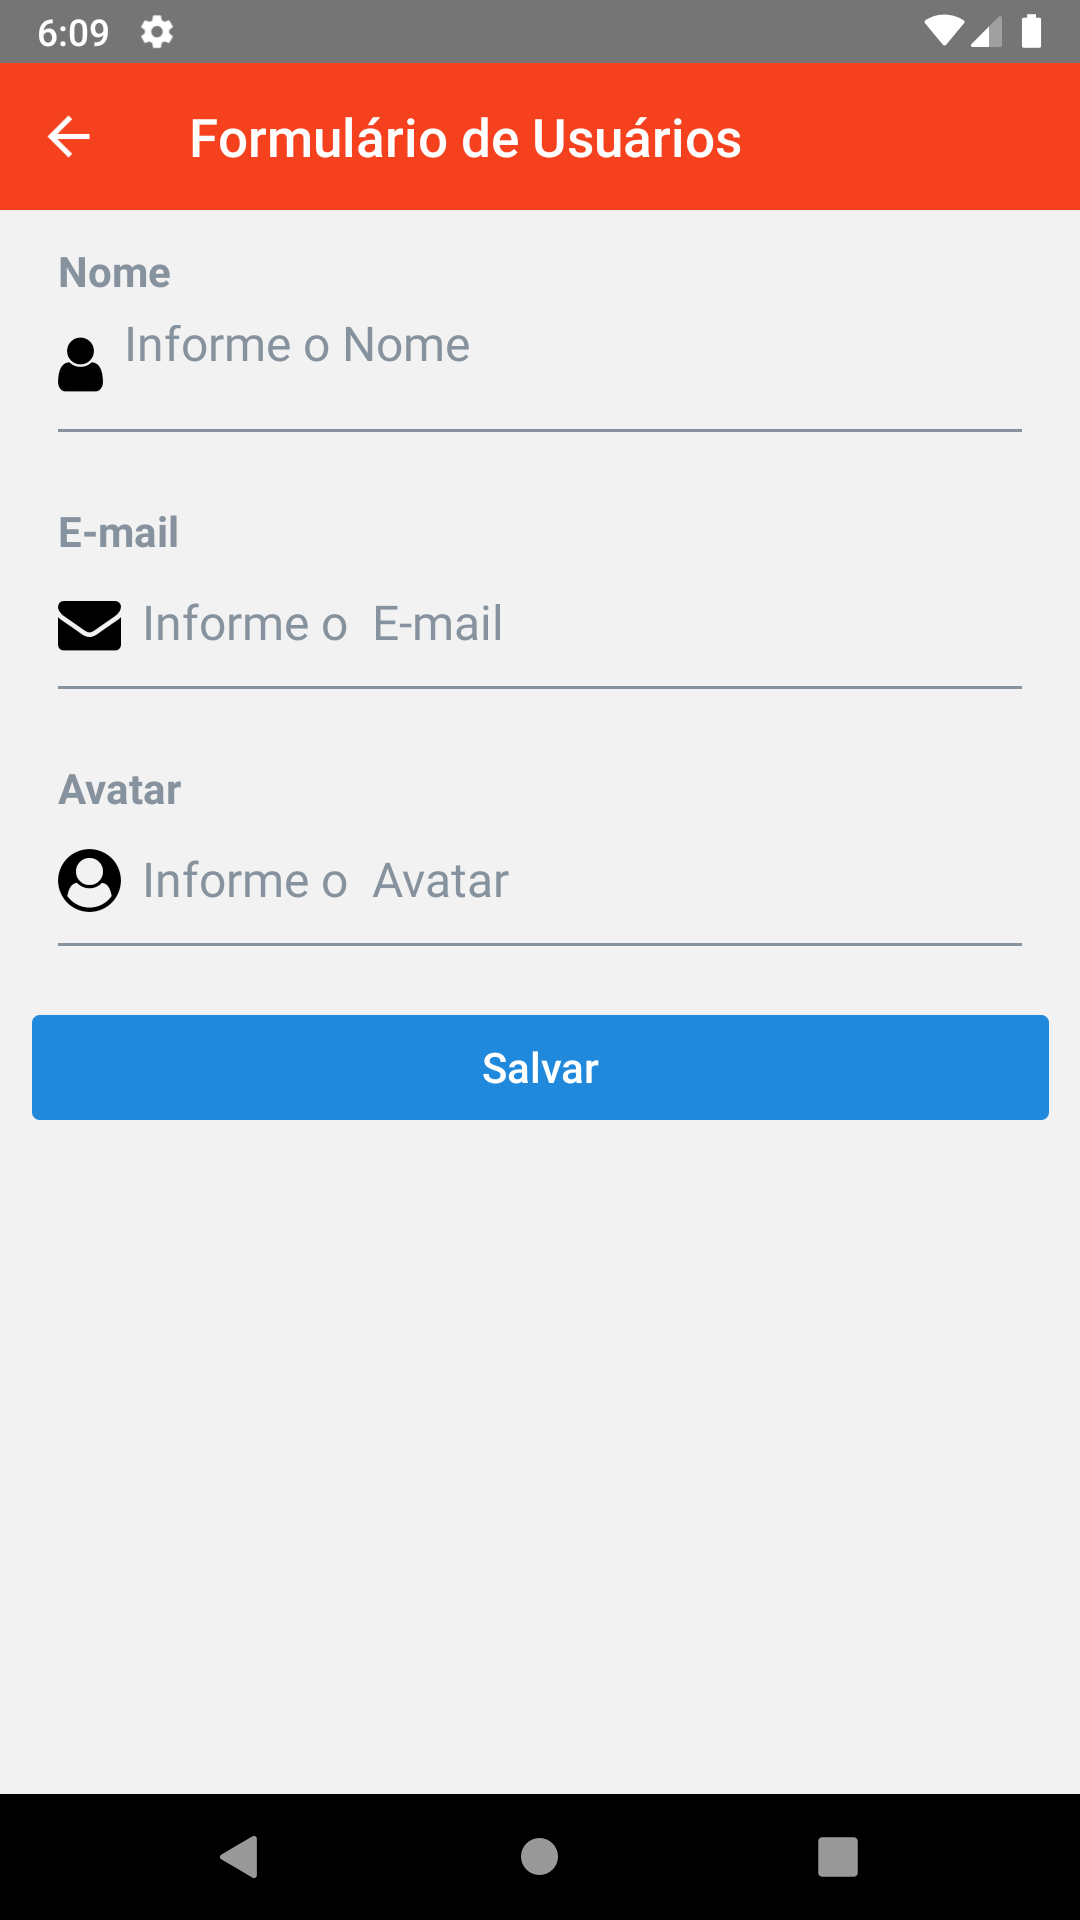 6:09
Formulário de Usuários
Nome
Informe o Nome
E-mail
Informe o  E-mail
Avatar
Informe o  Avatar
Salvar